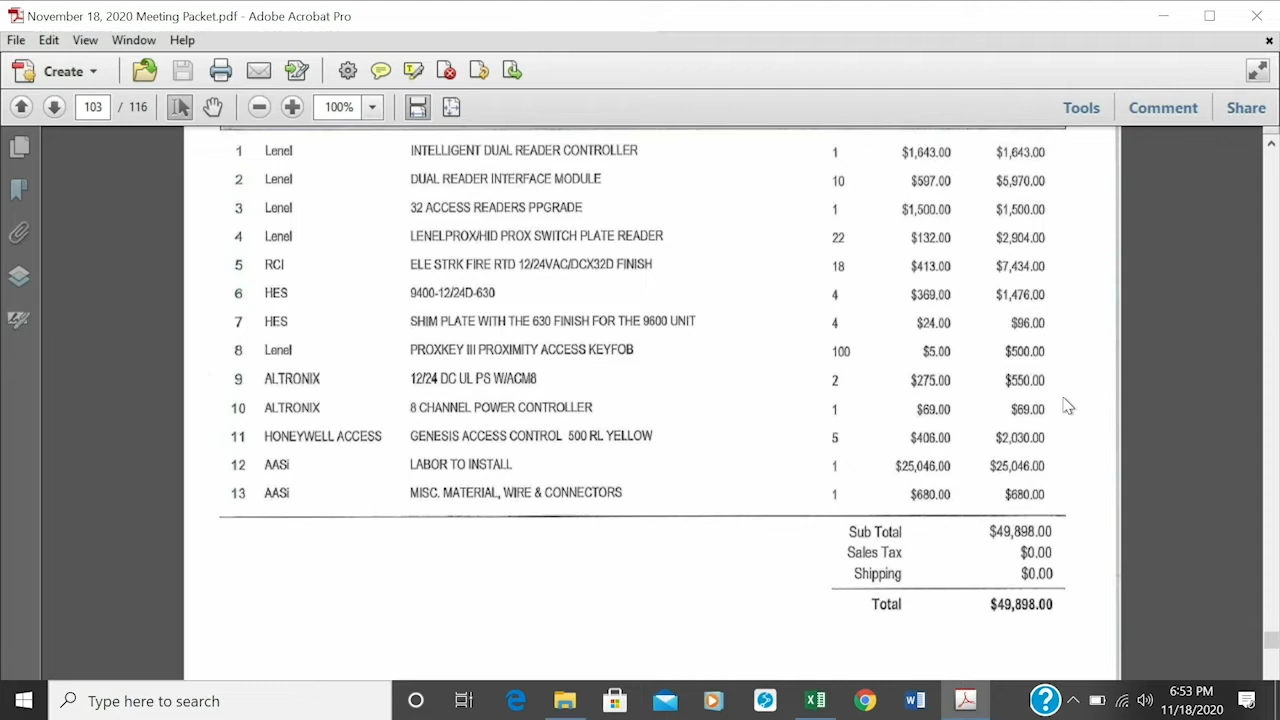 November 18, 2020 Meeting Packet.pdf - Adobe Acrobat Pro
File Edit View Window Help
Create
103 / 116 100% Tools Comment Share
1 Lenel INTELLIGENT DUAL READER CONTROLLER 1 $1,643.00 $1,643.00
2 Lenel DUAL READER INTERFACE MODULE 10 $597.00 $5,970.00
3 Lenel 32 ACCESS READERS PPGRADE 1 $1,500.00 $1,500.00
4 Lenel LENELPROX/HID PROX SWITCH PLATE READER 22 $132.00 $2,904.00
5 RCI ELE STRK FIRE RTD 12/24VAC/DCX32D FINISH 18 $413.00 $7,434.00
6 HES 9400-12/24D-630 4 $369.00 $1,476.00
7 HES SHIM PLATE WITH THE 630 FINISH FOR THE 9600 UNIT 4 $24.00 $96.00
8 Lenel PROXKEY III PROXIMITY ACCESS KEYFOB 100 $5.00 $500.00
9 ALTRONIX 12/24 DC UL PS W/ACM8 2 $275.00 $550.00
10 ALTRONIX 8 CHANNEL POWER CONTROLLER 1 $69.00 $69.00
11 HONEYWELL ACCESS GENESIS ACCESS CONTROL 500 RL YELLOW 5 $406.00 $2,030.00
12 AASi LABOR TO INSTALL 1 $25,046.00 $25,046.00
13 AASi MISC. MATERIAL, WIRE & CONNECTORS 1 $680.00 $680.00
Sub Total $49,898.00
Sales Tax $0.00
Shipping $0.00
Total $49,898.00
Type here to search
6:53 PM
11/18/2020